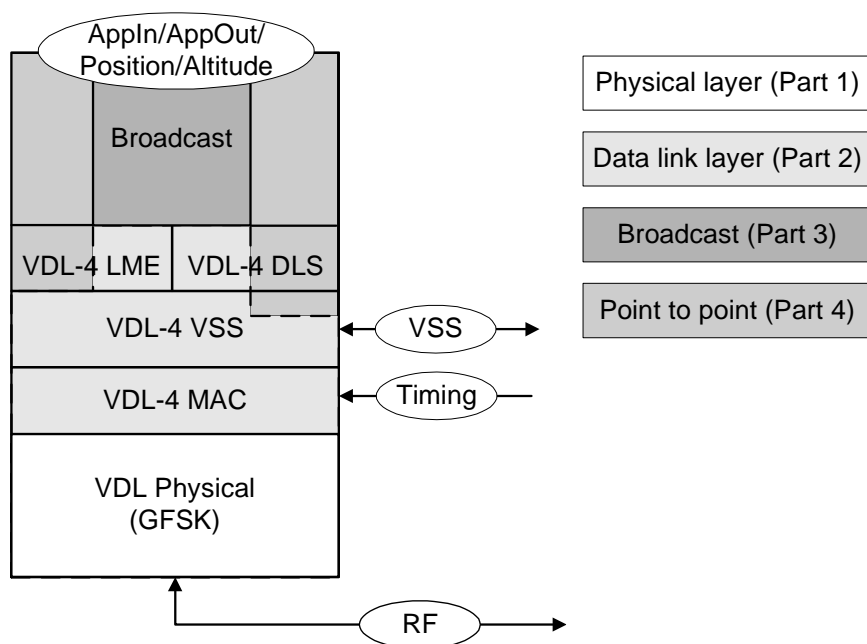 AppIn/AppOut/
Position/Altitude
Broadcast
VDL-4 LME
VDL-4 DLS
VDL-4 VSS
VSS
VDL-4 MAC
Timing
VDL Physical
(GFSK)
RF
Physical layer (Part 1)
Data link layer (Part 2)
Broadcast (Part 3)
Point to point (Part 4)